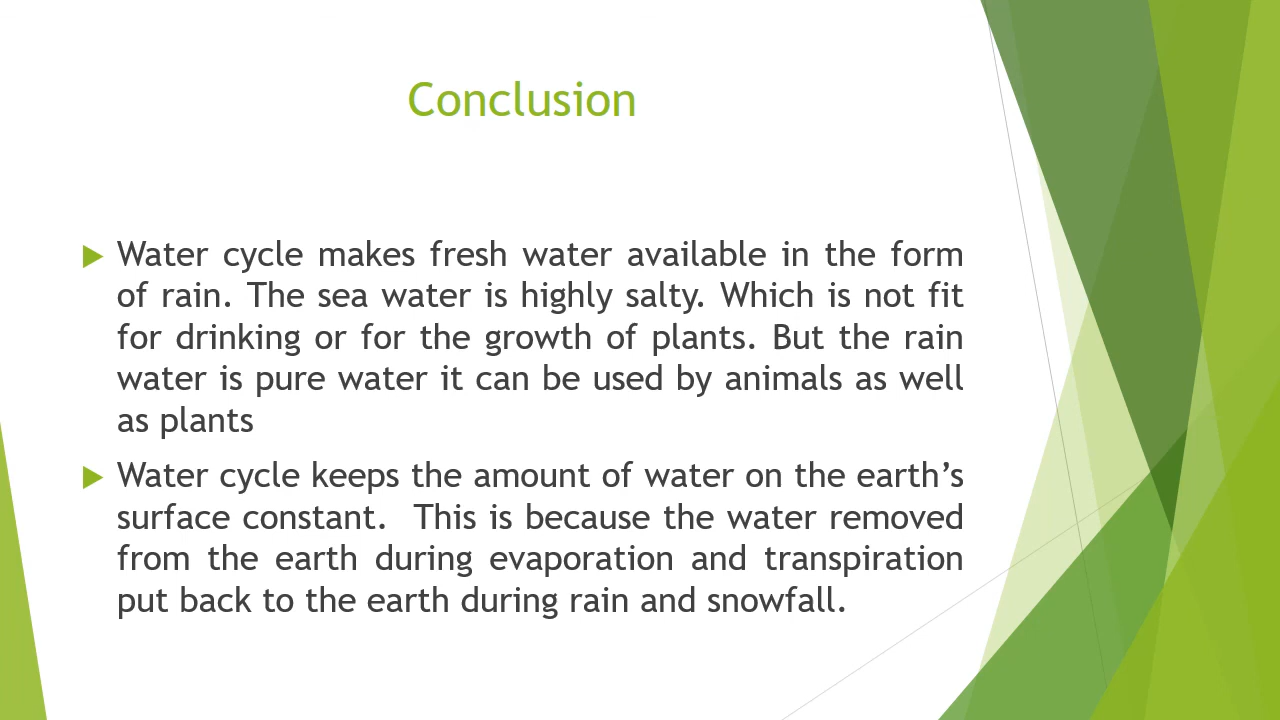 Conclusion
Water cycle makes fresh water available in the form
of rain. The sea water is highly salty. Which is not fit
for drinking or for the growth of plants. But the rain
water is pure water it can be used by animals as well
as plants
Water cycle keeps the amount of water on the earth’s
surface constant.  This is because the water removed
from the earth during evaporation and transpiration
put back to the earth during rain and snowfall.